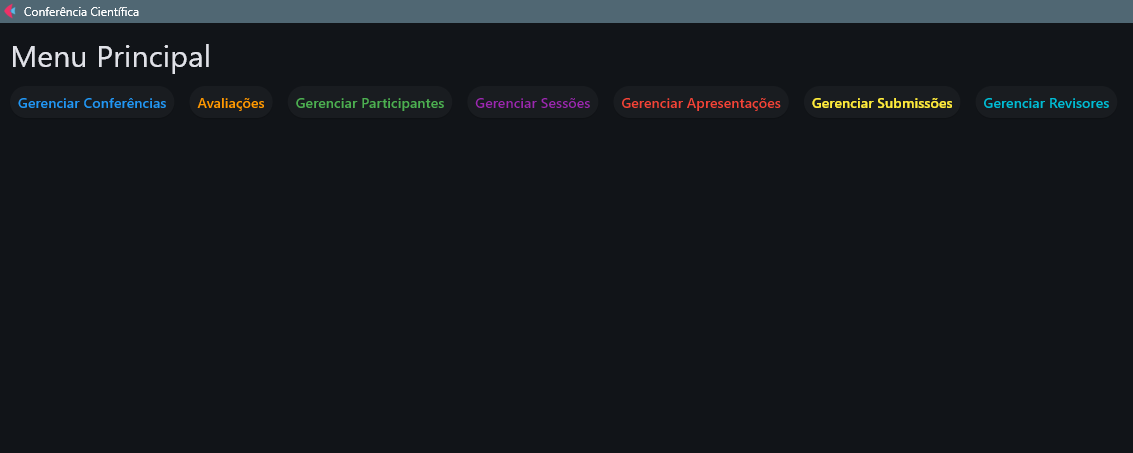 Conferência Científica
Menu Principal
Gerenciar Conferências Avaliações Gerenciar Participantes Gerenciar Sessões Gerenciar Apresentações Gerenciar Submissões Gerenciar Revisores